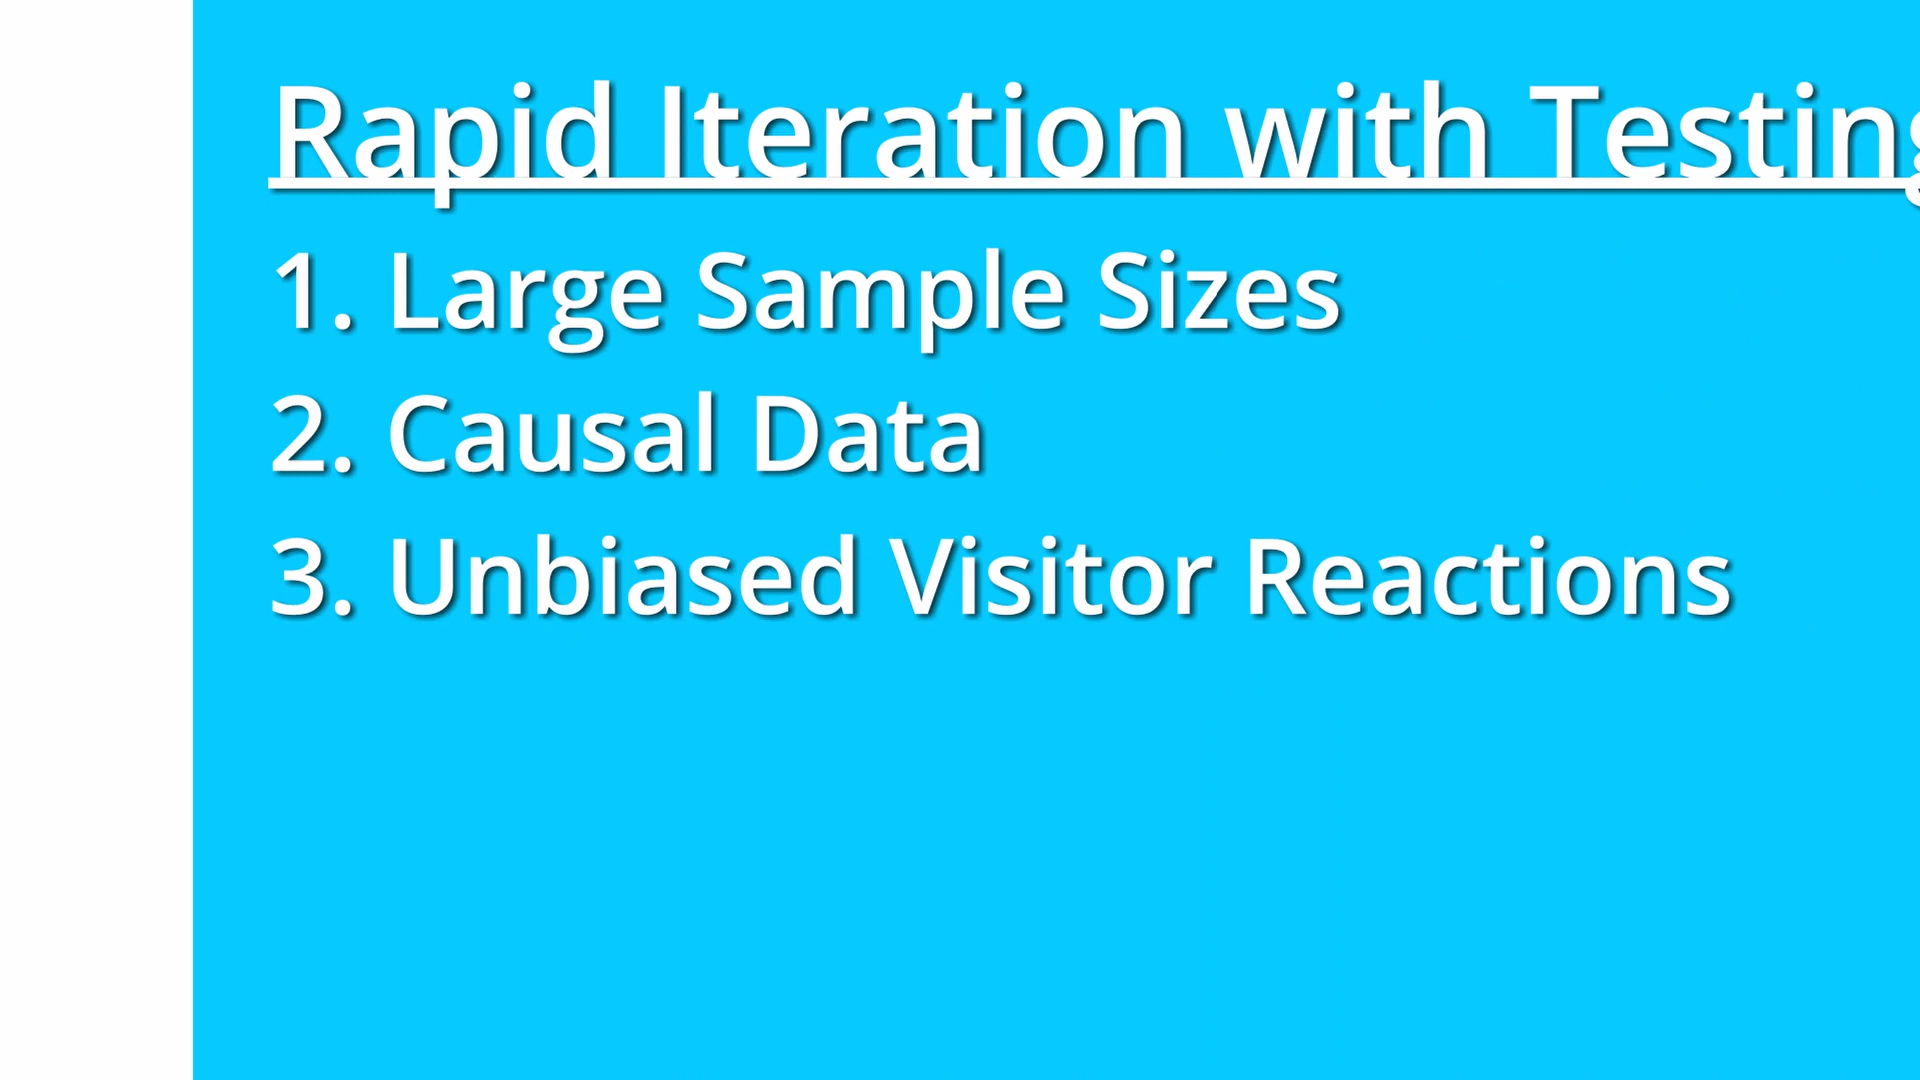 Rapid Iteration with Testing
1. Large Sample Sizes
2. Causal Data
3. Unbiased Visitor Reactions